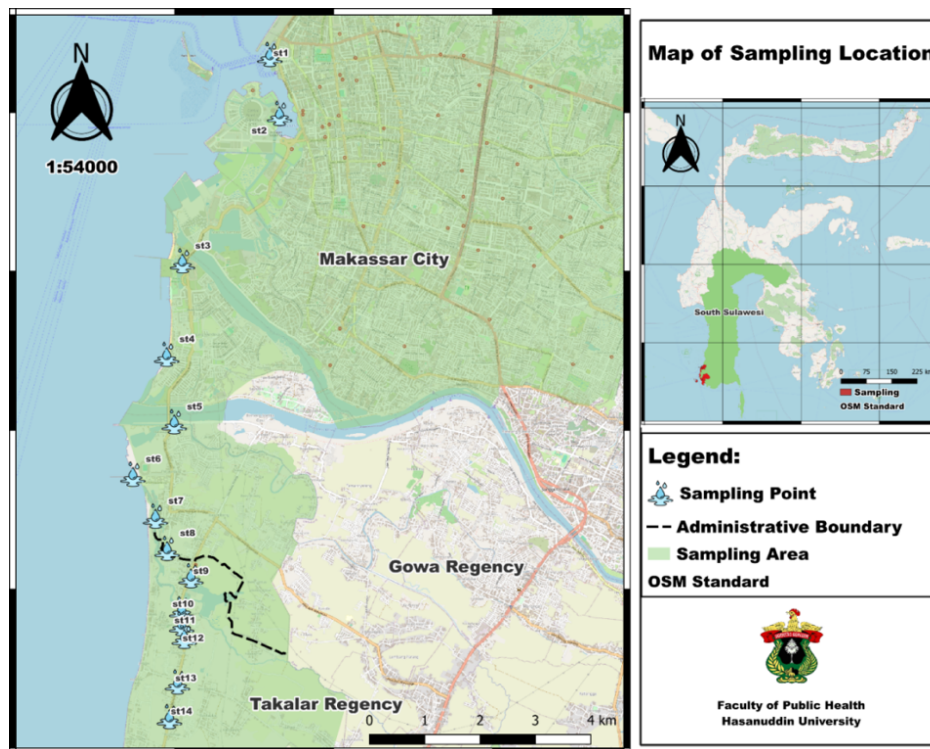 N
1:54000
st1
st2
st3
Makassar City
st4
st5
st6
st7
st8
Gowa Regency
st9
st10
st11
st12
st13
Takalar Regency
st14
0 1 2 3 4 km
Map of Sampling Location
N
South Sulawesi
0 75 150 225 km
Sampling
OSM Standard
Legend:
Sampling Point
Administrative Boundary
Sampling Area
OSM Standard
Faculty of Public Health
Hasanuddin University